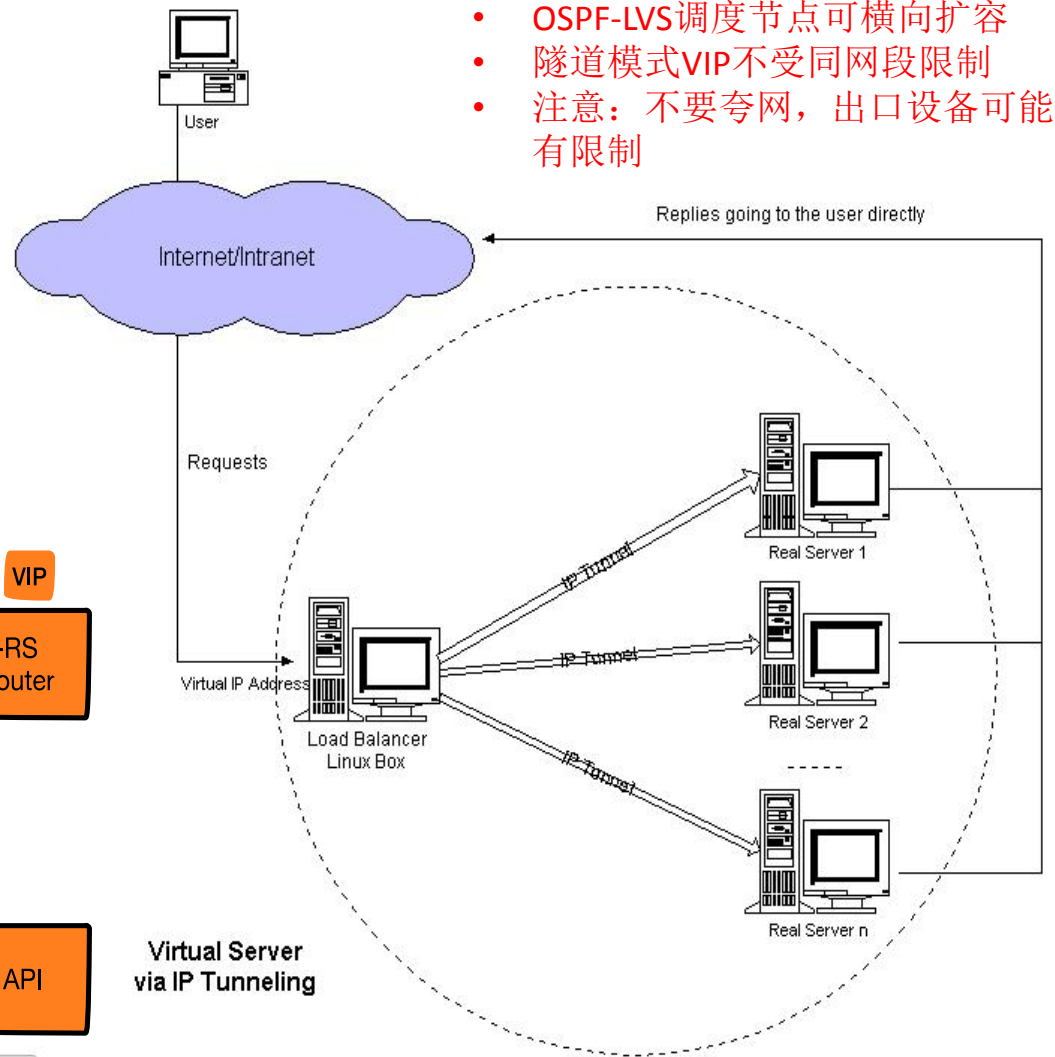 • OSPF-LVS调度节点可横向扩容
• 隧道模式VIP不受同网段限制
• 注意：不要夸网，出口设备可能
有限制
User
Replies going to the user directly
Internet/Intranet
Requests
IP Tunnel
Real Server 1
VIP
-RS
outer
Virtual IP Address
IP Tunnel
Real Server 2
Load Balancer
Linux Box
IP Tunnel
Real Server n
API
Virtual Server
via IP Tunneling